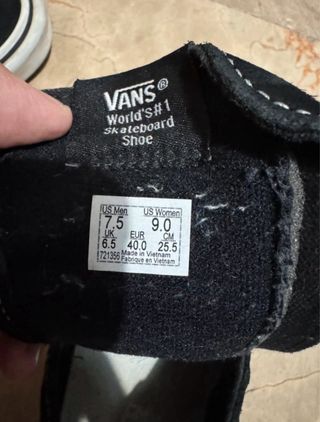 VANS®
World's#1
Skateboard
Shoe
US Men US Women
7.5 9.0
UK EUR CM
6.5 40.0 25.5
721356 Made in Vietnam
Fabriqué en Vietnam